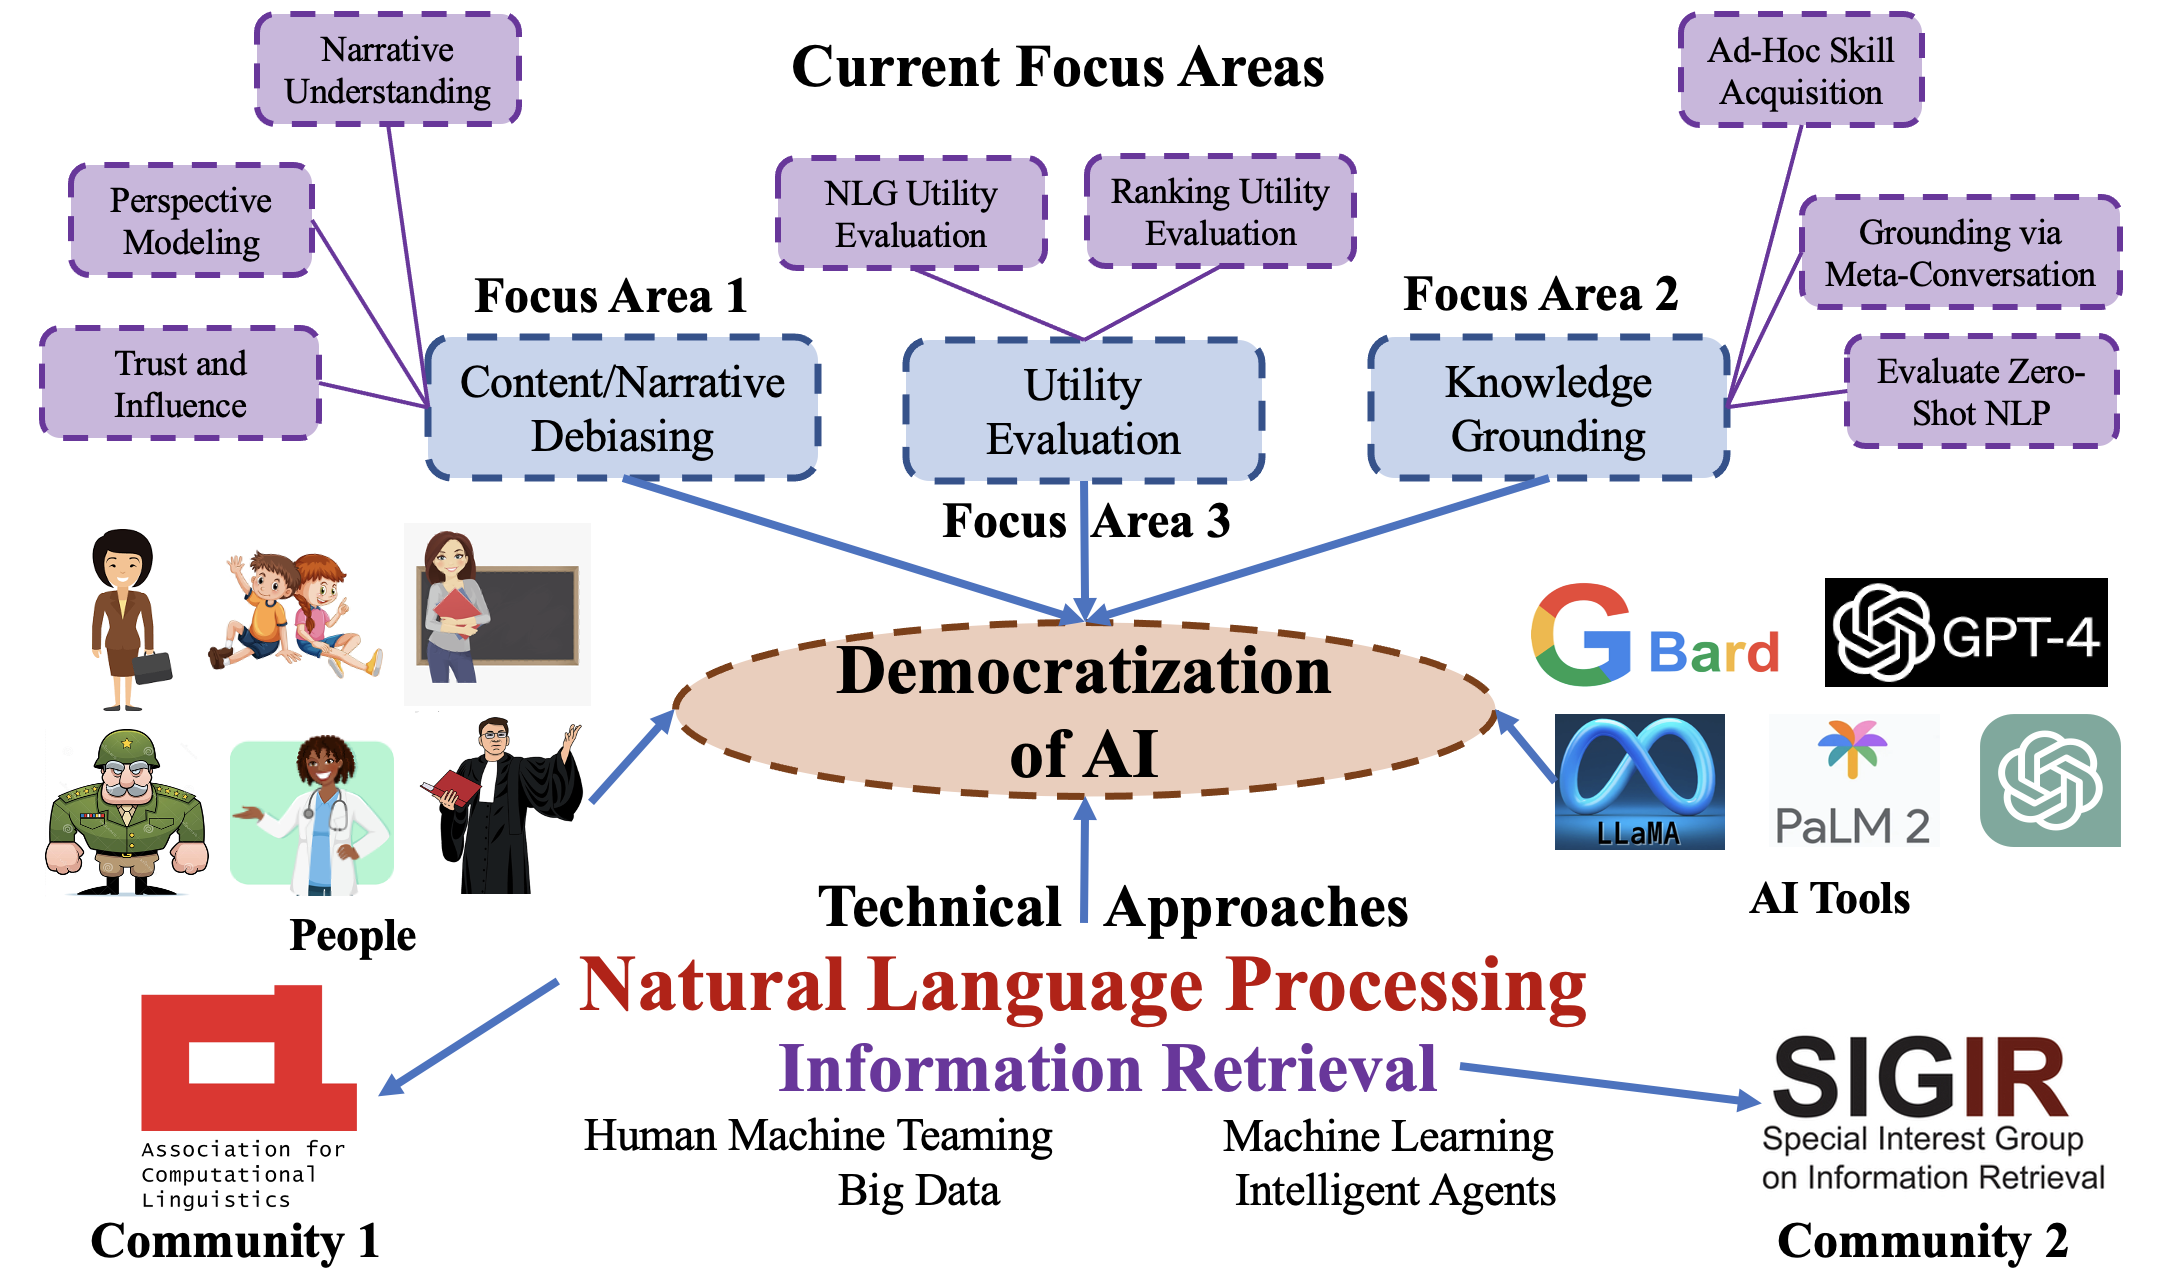 Current Focus Areas
Narrative
Understanding
Perspective
Modeling
Trust and
Influence
NLG Utility
Evaluation
Ranking Utility
Evaluation
Ad-Hoc Skill
Acquisition
Grounding via
Meta-Conversation
Evaluate Zero-
Shot NLP
Focus Area 1
Content/Narrative
Debiasing
Utility
Evaluation
Focus Area 3
Focus Area 2
Knowledge
Grounding
Democratization
of AI
People
G Bard
GPT-4
LLaMA
PaLM 2
AI Tools
Technical Approaches
Natural Language Processing
Information Retrieval
Human Machine Teaming
Machine Learning
Big Data
Intelligent Agents
Association for
Computational
Linguistics
Community 1
SIGIR
Special Interest Group
on Information Retrieval
Community 2